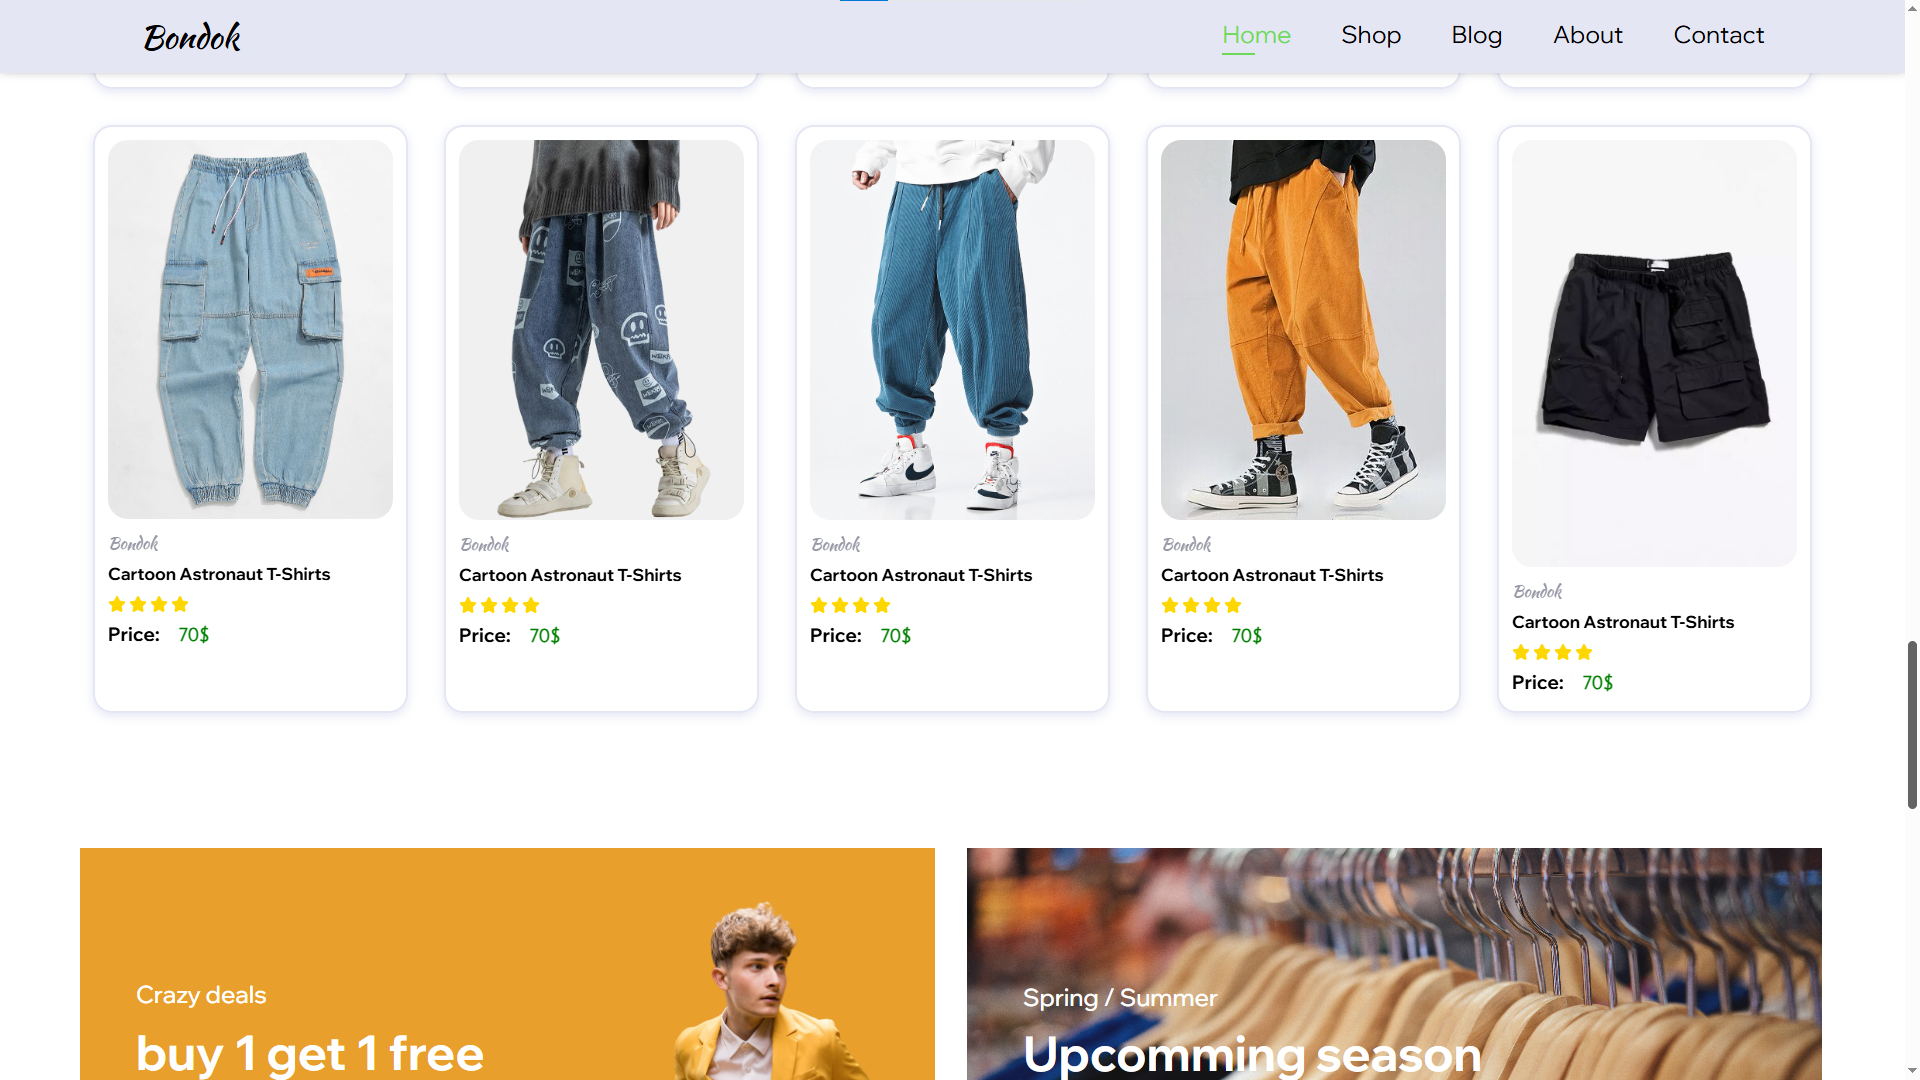 Bondok
Home Shop Blog About Contact
Bondok
Cartoon Astronaut T-Shirts
Price: 70$
Bondok
Cartoon Astronaut T-Shirts
Price: 70$
Bondok
Cartoon Astronaut T-Shirts
Price: 70$
Bondok
Cartoon Astronaut T-Shirts
Price: 70$
Bondok
Cartoon Astronaut T-Shirts
Price: 70$
Crazy deals
buy 1 get 1 free
Spring / Summer
Upcomming season